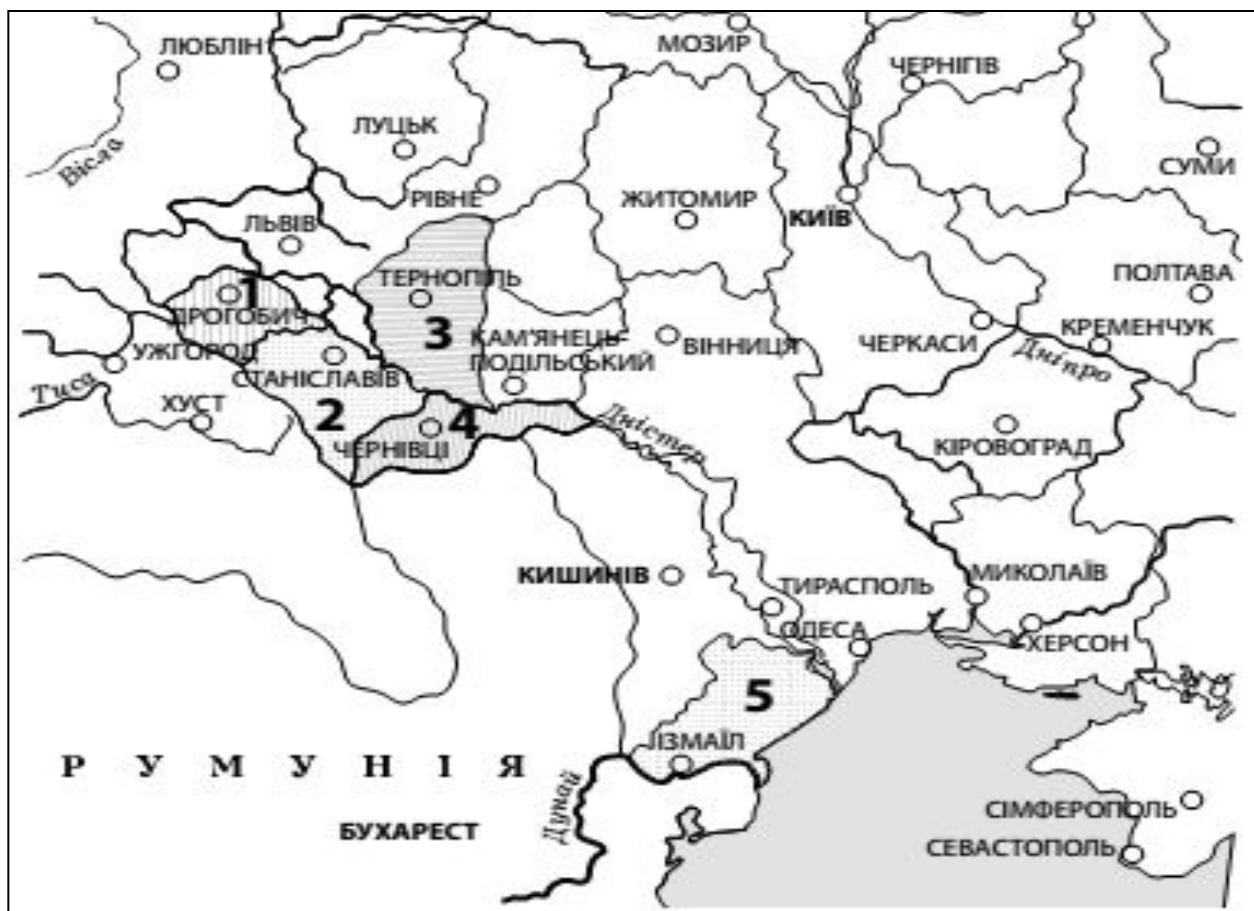 МОЗИР
ЛЮБЛІН
ЧЕРНІГІВ
ЛУЦЬК
Вісла
СУМИ
РІВНЕ
ЖИТОМИР
КИЇВ
ЛЬВІВ
ТЕРНОПІЛЬ
ПОЛТАВА
1
ДРОГОБИЧ
3
КАМ'ЯНЕЦЬ-
ПОДІЛЬСЬКИЙ
ВІННИЦЯ
ЧЕРКАСИ
КРЕМЕНЧУК
УЖГОРОД
Дніпро
Тиса
СТАНІСЛАВІВ
ХУСТ
2
4
Дністер
ЧЕРНІВЦІ
КІРОВОГРАД
КИШИНІВ
МИКОЛАЇВ
ТИРАСПОЛЬ
ОДЕСА
ХЕРСОН
5
ІЗМАЇЛ
РУМУНІЯ
Дунай
СІМФЕРОПОЛЬ
БУХАРЕСТ
СЕВАСТОПОЛЬ